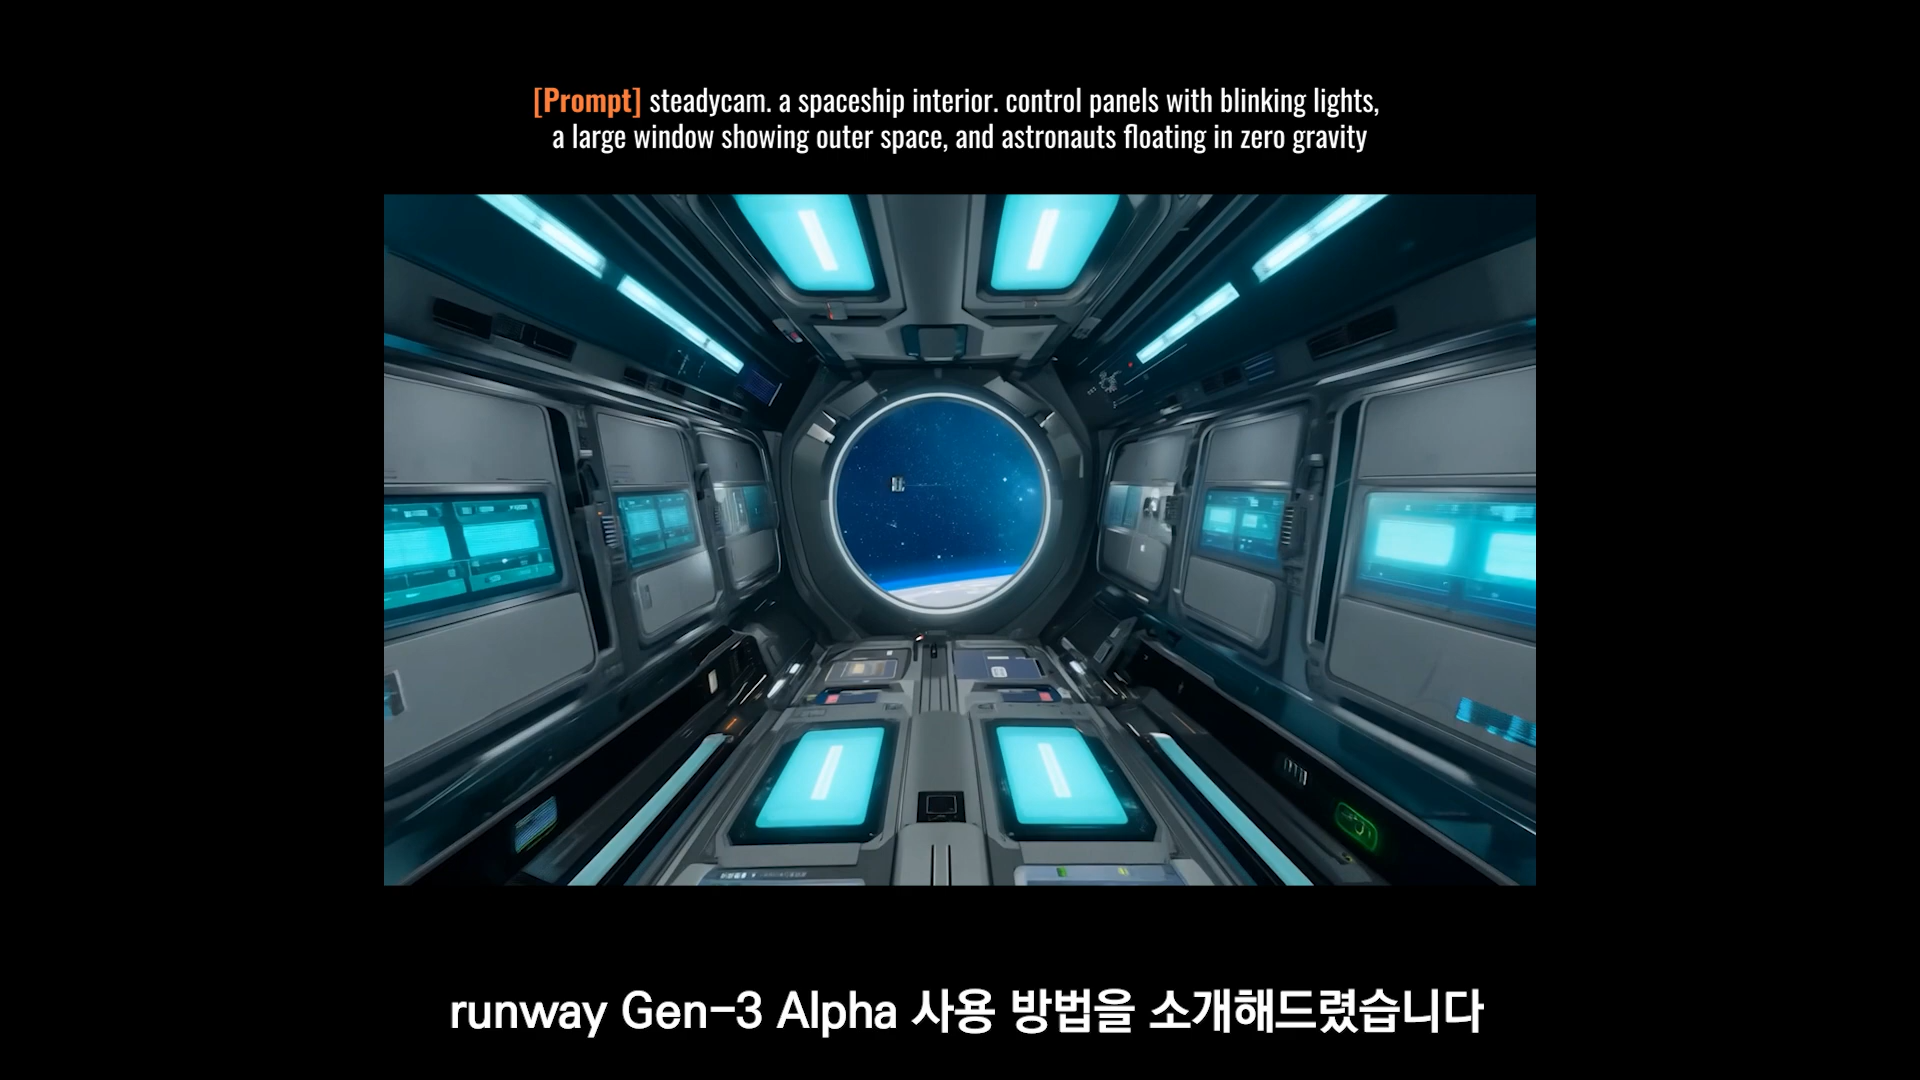 [Prompt] steadycam. a spaceship interior. control panels with blinking lights,
a large window showing outer space, and astronauts floating in zero gravity
runway Gen-3 Alpha 사용 방법을 소개해드렸습니다